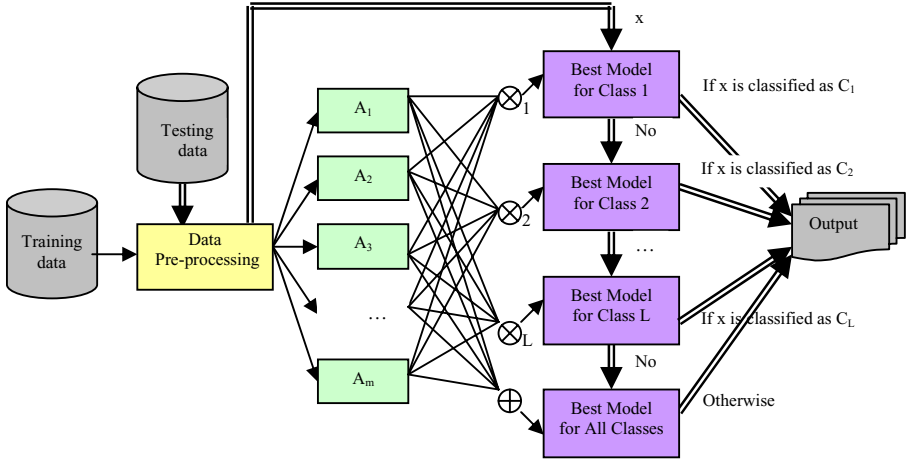 x
Best Model
for Class 1
If x is classified as C₁
Testing
data
A₁
⊗₁
No
A₂
If x is classified as C₂
Best Model
for Class 2
⊗₂
Training
data
Data
Pre-processing
A₃
Output
…
…
Best Model
for Class L
⊗L
If x is classified as CL
No
Aₘ
⊕
Best Model
for All Classes
Otherwise